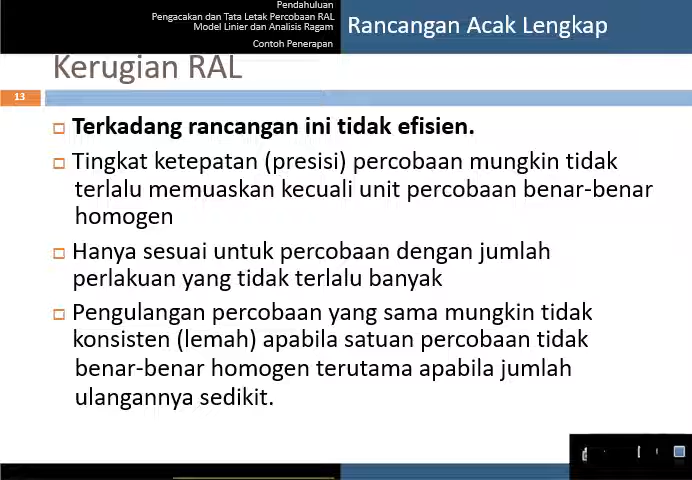 Pendahuluan
Pengacakan dan Tata Letak Percobaan RAL
Model Linier dan Analisis Ragam
Contoh Penerapan
Rancangan Acak Lengkap
Kerugian RAL
13
Terkadang rancangan ini tidak efisien.
Tingkat ketepatan (presisi) percobaan mungkin tidak
terlalu memuaskan kecuali unit percobaan benar-benar
homogen
Hanya sesuai untuk percobaan dengan jumlah
perlakuan yang tidak terlalu banyak
Pengulangan percobaan yang sama mungkin tidak
konsisten (lemah) apabila satuan percobaan tidak
benar-benar homogen terutama apabila jumlah
ulangannya sedikit.